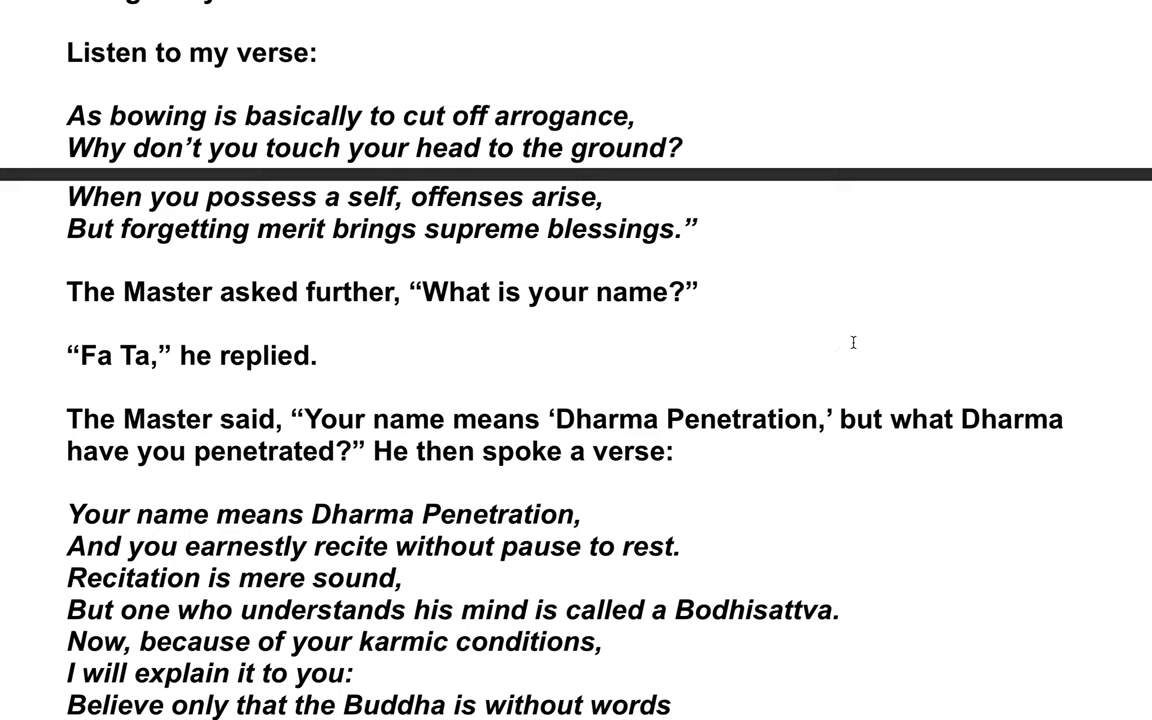 Listen to my verse:
As bowing is basically to cut off arrogance,
Why don’t you touch your head to the ground?
When you possess a self, offenses arise,
But forgetting merit brings supreme blessings.”
The Master asked further, “What is your name?”
“Fa Ta,” he replied.
The Master said, “Your name means ‘Dharma Penetration,’ but what Dharma
have you penetrated?” He then spoke a verse:
Your name means Dharma Penetration,
And you earnestly recite without pause to rest.
Recitation is mere sound,
But one who understands his mind is called a Bodhisattva.
Now, because of your karmic conditions,
I will explain it to you:
Believe only that the Buddha is without words